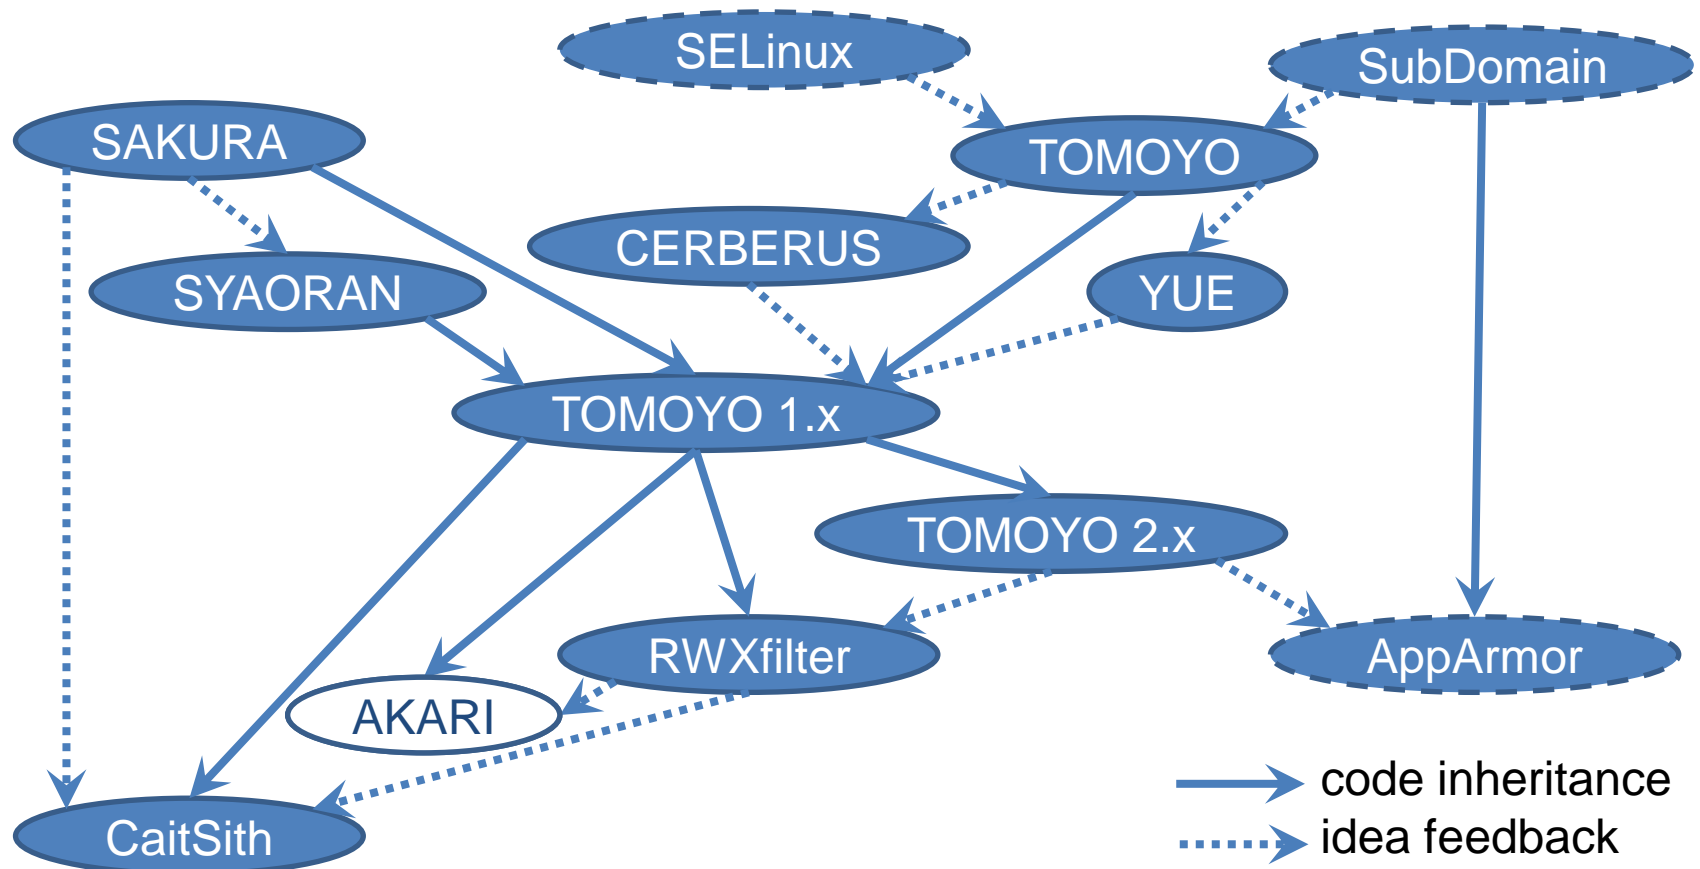 SELinux
SubDomain
SAKURA
TOMOYO
CERBERUS
SYAORAN
YUE
TOMOYO 1.x
TOMOYO 2.x
RWXfilter
AppArmor
AKARI
code inheritance
CaitSith
idea feedback